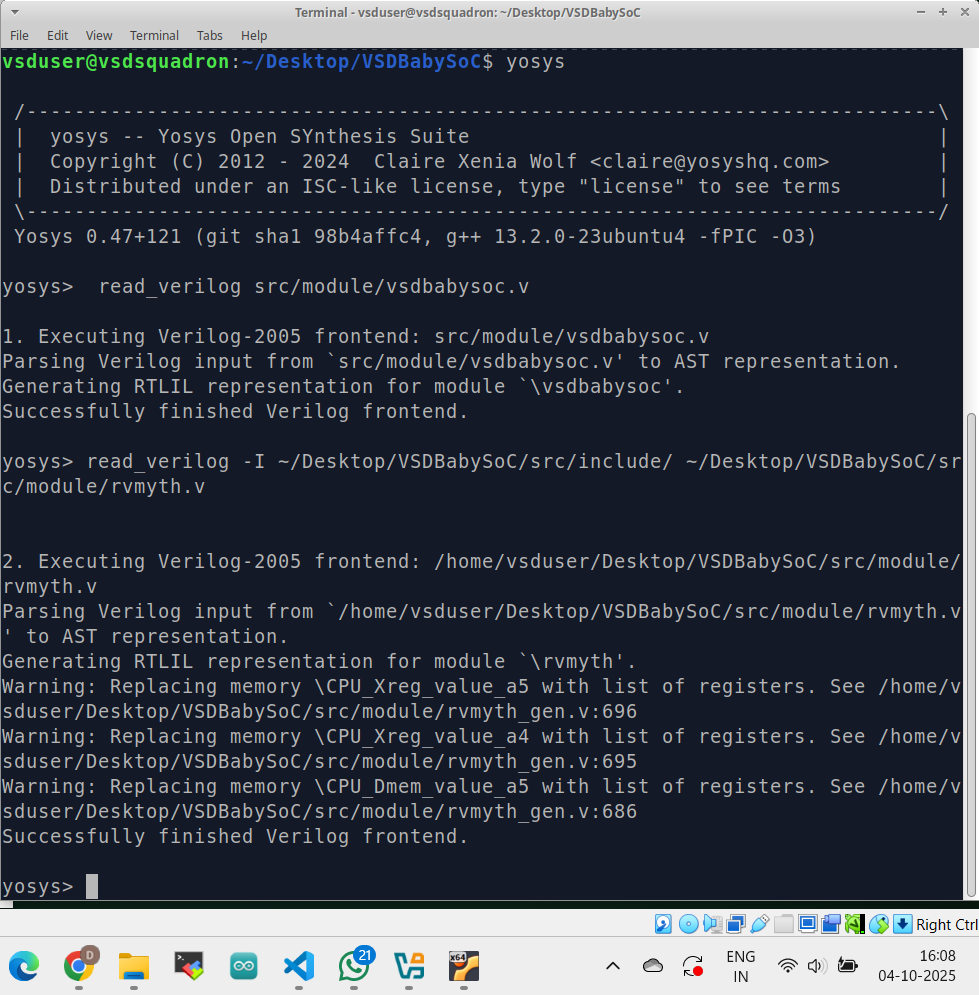 Terminal - vsduser@vsdsquadron: ~/Desktop/VSDBabySoC
File Edit View Terminal Tabs Help
vsduser@vsdsquadron:~/Desktop/VSDBabySoC$ yosys
/----------------------------------------------------------------------------\
| yosys -- Yosys Open SYnthesis Suite |
| Copyright (C) 2012 - 2024 Claire Xenia Wolf <claire@yosyshq.com> |
| Distributed under an ISC-like license, type "license" to see terms |
\----------------------------------------------------------------------------/
Yosys 0.47+121 (git sha1 98b4affc4, g++ 13.2.0-23ubuntu4 -fPIC -O3)
yosys> read_verilog src/module/vsdbabysoc.v
1. Executing Verilog-2005 frontend: src/module/vsdbabysoc.v
Parsing Verilog input from `src/module/vsdbabysoc.v' to AST representation.
Generating RTLIL representation for module `\vsdbabysoc'.
Successfully finished Verilog frontend.
yosys> read_verilog -I ~/Desktop/VSDBabySoC/src/include/ ~/Desktop/VSDBabySoC/sr
c/module/rvmyth.v
2. Executing Verilog-2005 frontend: /home/vsduser/Desktop/VSDBabySoC/src/module/
rvmyth.v
Parsing Verilog input from `/home/vsduser/Desktop/VSDBabySoC/src/module/rvmyth.v
' to AST representation.
Generating RTLIL representation for module `\rvmyth'.
Warning: Replacing memory \CPU_Xreg_value_a5 with list of registers. See /home/v
sduser/Desktop/VSDBabySoC/src/module/rvmyth_gen.v:696
Warning: Replacing memory \CPU_Xreg_value_a4 with list of registers. See /home/v
sduser/Desktop/VSDBabySoC/src/module/rvmyth_gen.v:695
Warning: Replacing memory \CPU_Dmem_value_a5 with list of registers. See /home/v
sduser/Desktop/VSDBabySoC/src/module/rvmyth_gen.v:686
Successfully finished Verilog frontend.
yosys>
Right Ctrl
D
x64
21
ENG
IN
16:08
04-10-2025